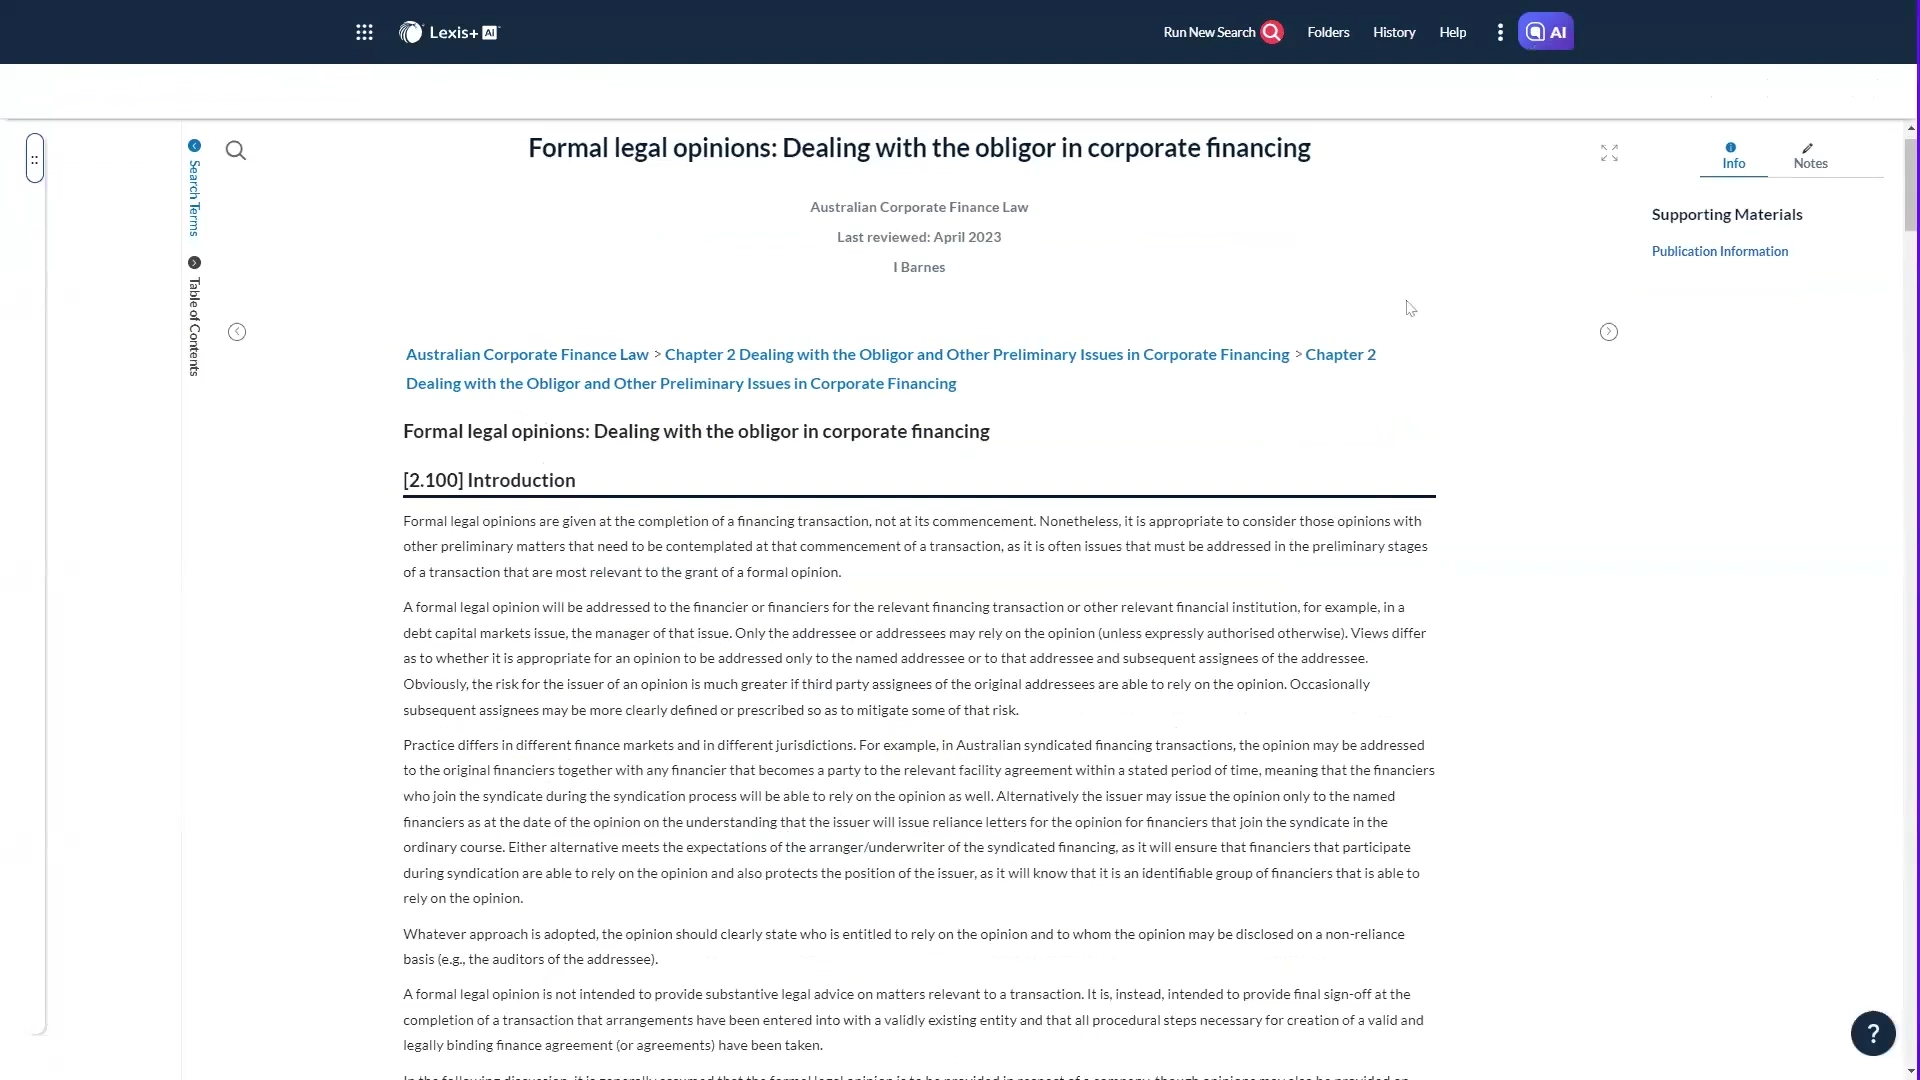 Lexis+ AI
Run New Search
Folders
History
Help
AI
Search Terms
Table of Contents
Formal legal opinions: Dealing with the obligor in corporate financing
Australian Corporate Finance Law
Last reviewed: April 2023
I Barnes
Info
Notes
Supporting Materials
Publication Information
Australian Corporate Finance Law > Chapter 2 Dealing with the Obligor and Other Preliminary Issues in Corporate Financing > Chapter 2
Dealing with the Obligor and Other Preliminary Issues in Corporate Financing
Formal legal opinions: Dealing with the obligor in corporate financing
[2.100] Introduction
Formal legal opinions are given at the completion of a financing transaction, not at its commencement. Nonetheless, it is appropriate to consider those opinions with
other preliminary matters that need to be contemplated at that commencement of a transaction, as it is often issues that must be addressed in the preliminary stages
of a transaction that are most relevant to the grant of a formal opinion.
A formal legal opinion will be addressed to the financier or financiers for the relevant financing transaction or other relevant financial institution, for example, in a
debt capital markets issue, the manager of that issue. Only the addressee or addressees may rely on the opinion (unless expressly authorised otherwise). Views differ
as to whether it is appropriate for an opinion to be addressed only to the named addressee or to that addressee and subsequent assignees of the addressee.
Obviously, the risk for the issuer of an opinion is much greater if third party assignees of the original addressees are able to rely on the opinion. Occasionally
subsequent assignees may be more clearly defined or prescribed so as to mitigate some of that risk.
Practice differs in different finance markets and in different jurisdictions. For example, in Australian syndicated financing transactions, the opinion may be addressed
to the original financiers together with any financier that becomes a party to the relevant facility agreement within a stated period of time, meaning that the financiers
who join the syndicate during the syndication process will be able to rely on the opinion as well. Alternatively the issuer may issue the opinion only to the named
financiers as at the date of the opinion on the understanding that the issuer will issue reliance letters for the opinion for financiers that join the syndicate in the
ordinary course. Either alternative meets the expectations of the arranger/underwriter of the syndicated financing, as it will ensure that financiers that participate
during syndication are able to rely on the opinion and also protects the position of the issuer, as it will know that it is an identifiable group of financiers that is able to
rely on the opinion.
Whatever approach is adopted, the opinion should clearly state who is entitled to rely on the opinion and to whom the opinion may be disclosed on a non-reliance
basis (e.g., the auditors of the addressee).
A formal legal opinion is not intended to provide substantive legal advice on matters relevant to a transaction. It is, instead, intended to provide final sign-off at the
completion of a transaction that arrangements have been entered into with a validly existing entity and that all procedural steps necessary for creation of a valid and
legally binding finance agreement (or agreements) have been taken.
?